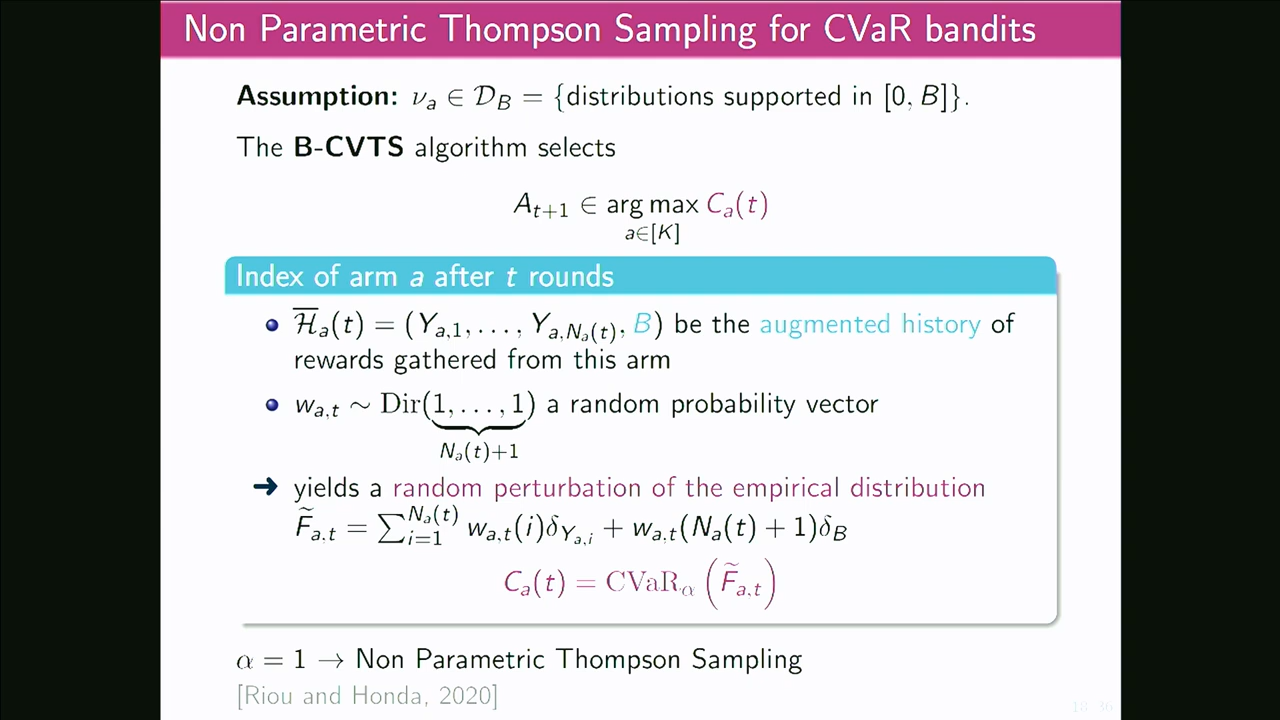 Non Parametric Thompson Sampling for CVaR bandits
Assumption: νₐ ∈ 𝒟_B = {distributions supported in [0, B]}.
The B-CVTS algorithm selects
A_{t+1} ∈ arg max C_a(t)
a∈[K]
Index of arm a after t rounds
• \overline{ℋ}_a(t) = (Y_{a,1}, . . . , Y_{a,N_a(t)}, B) be the augmented history of
rewards gathered from this arm
• w_{a,t} ∼ Dir(1, . . . , 1) a random probability vector
N_a(t)+1
➜ yields a random perturbation of the empirical distribution
\widetilde{F}_{a,t} = ∑_{i=1}^{N_a(t)} w_{a,t}(i)δ_{Y_{a,i}} + w_{a,t}(N_a(t) + 1)δ_B
C_a(t) = CVaR_α (\widetilde{F}_{a,t})
α = 1 → Non Parametric Thompson Sampling
[Riou and Honda, 2020]
18 36